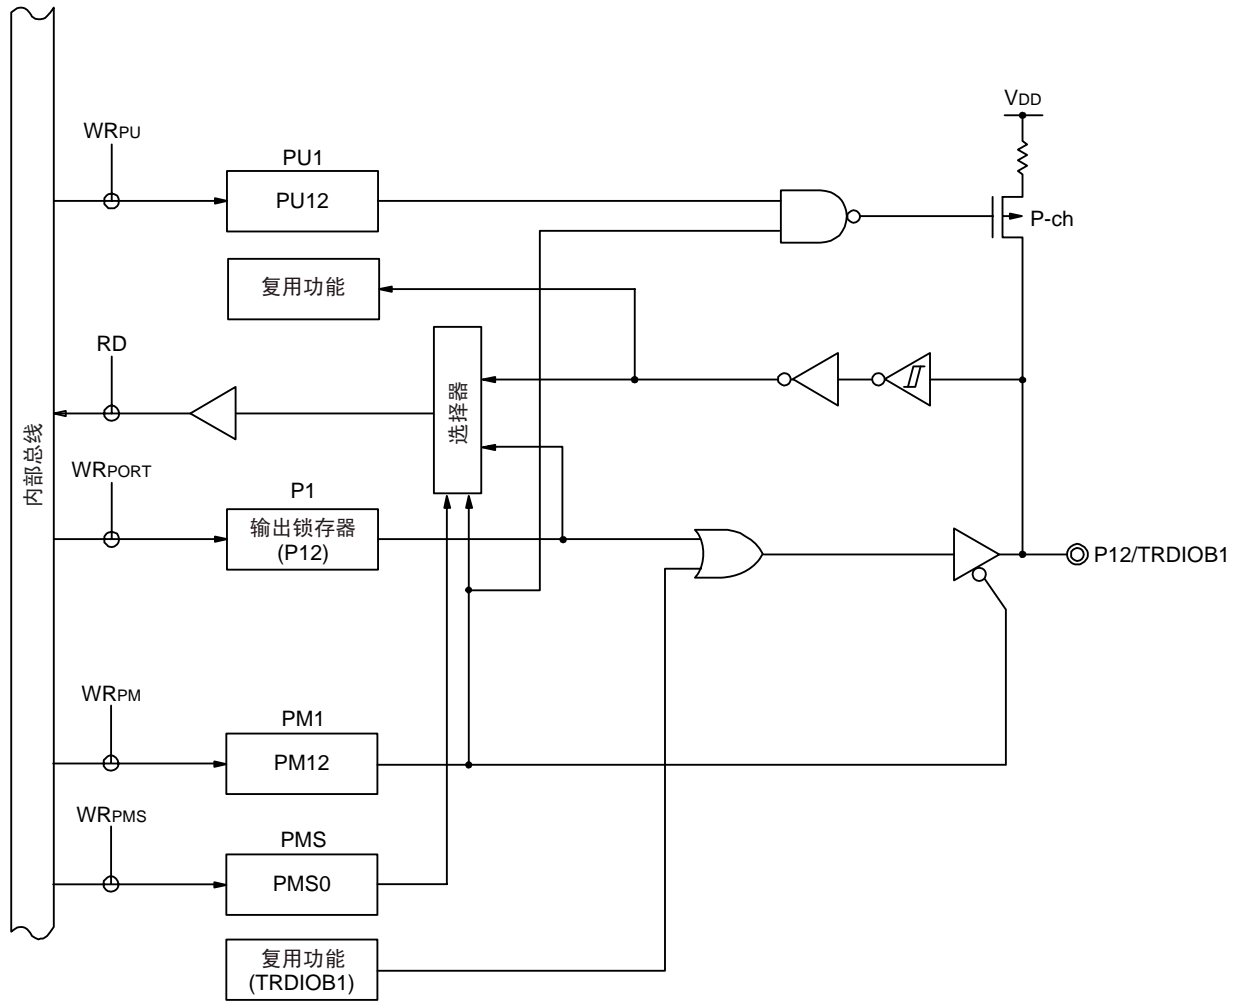 VDD
WRPU
PU1
PU12
P-ch
复用功能
RD
选择器
内部总线
WRPORT
P1
输出锁存器
(P12)
P12/TRDIOB1
WRPM
PM1
PM12
WRPMS
PMS
PMS0
复用功能
(TRDIOB1)